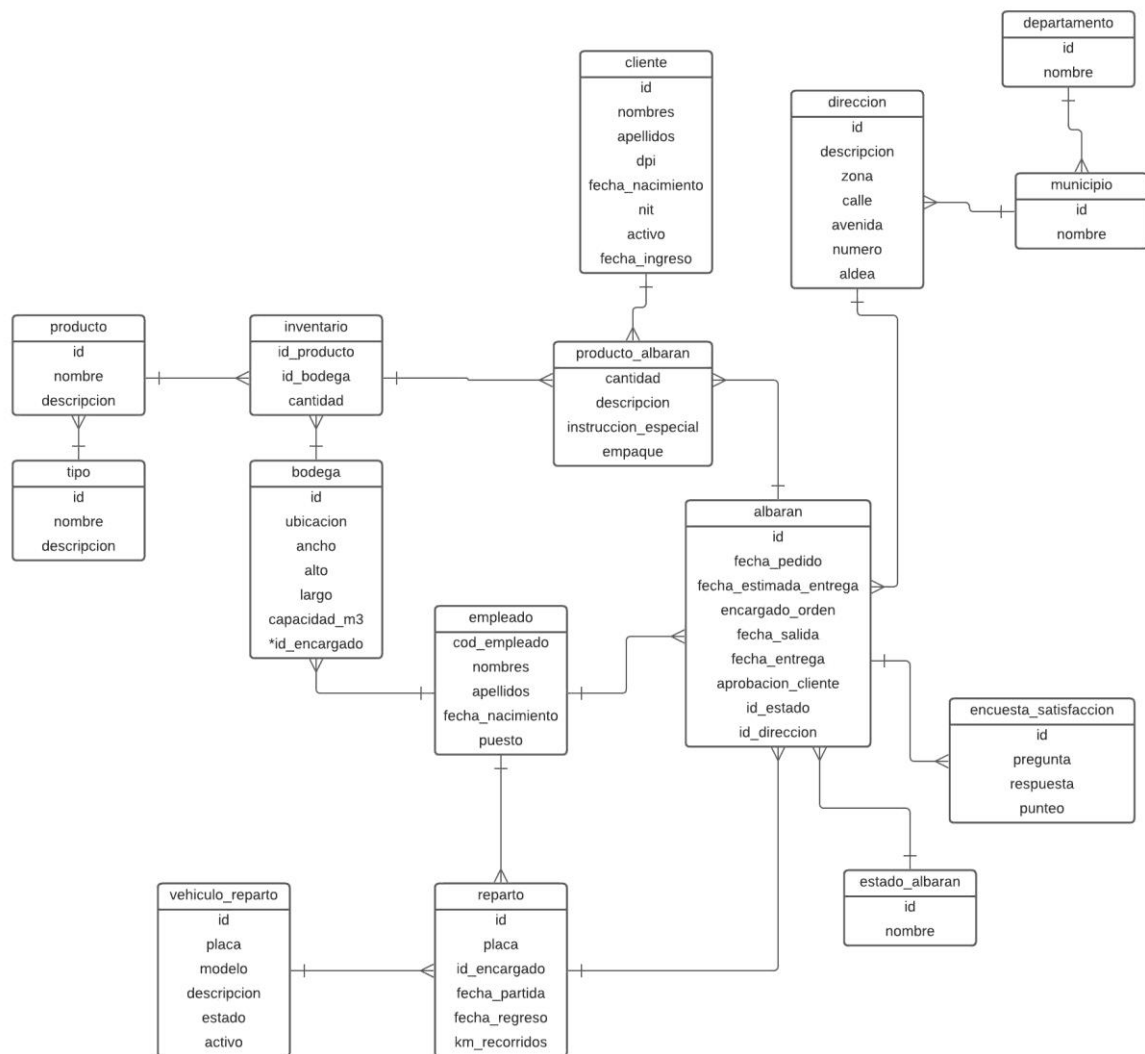 departamento
id
nombre
cliente
id
nombres
apellidos
dpi
fecha_nacimiento
nit
activo
fecha_ingreso
direccion
id
descripcion
zona
calle
avenida
numero
aldea
municipio
id
nombre
producto
id
nombre
descripcion
inventario
id_producto
id_bodega
cantidad
producto_albaran
cantidad
descripcion
instruccion_especial
empaque
tipo
id
nombre
descripcion
bodega
id
ubicacion
ancho
alto
largo
capacidad_m3
*id_encargado
albaran
id
fecha_pedido
fecha_estimada_entrega
encargado_orden
fecha_salida
fecha_entrega
aprobacion_cliente
id_estado
id_direccion
empleado
cod_empleado
nombres
apellidos
fecha_nacimiento
puesto
encuesta_satisfaccion
id
pregunta
respuesta
punteo
estado_albaran
id
nombre
vehiculo_reparto
id
placa
modelo
descripcion
estado
activo
reparto
id
placa
id_encargado
fecha_partida
fecha_regreso
km_recorridos